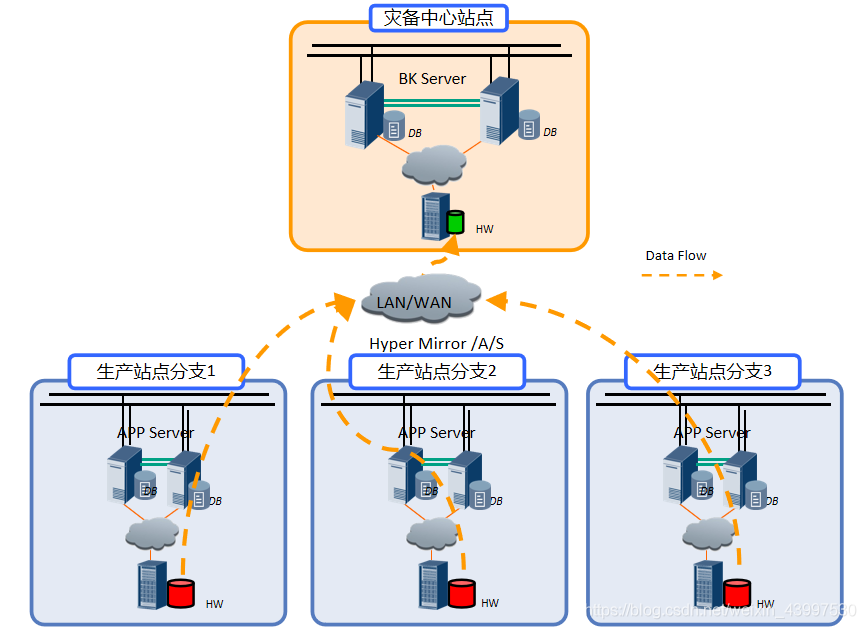 灾备中心站点
BK Server
DB
DB
HW
Data Flow
LAN/WAN
Hyper Mirror /A/S
生产站点分支1
生产站点分支2
生产站点分支3
APP Server
APP Server
APP Server
DB
DB
DB
DB
DB
DB
HW
HW
HW
https://blog.csdn.net/weixin_43997530